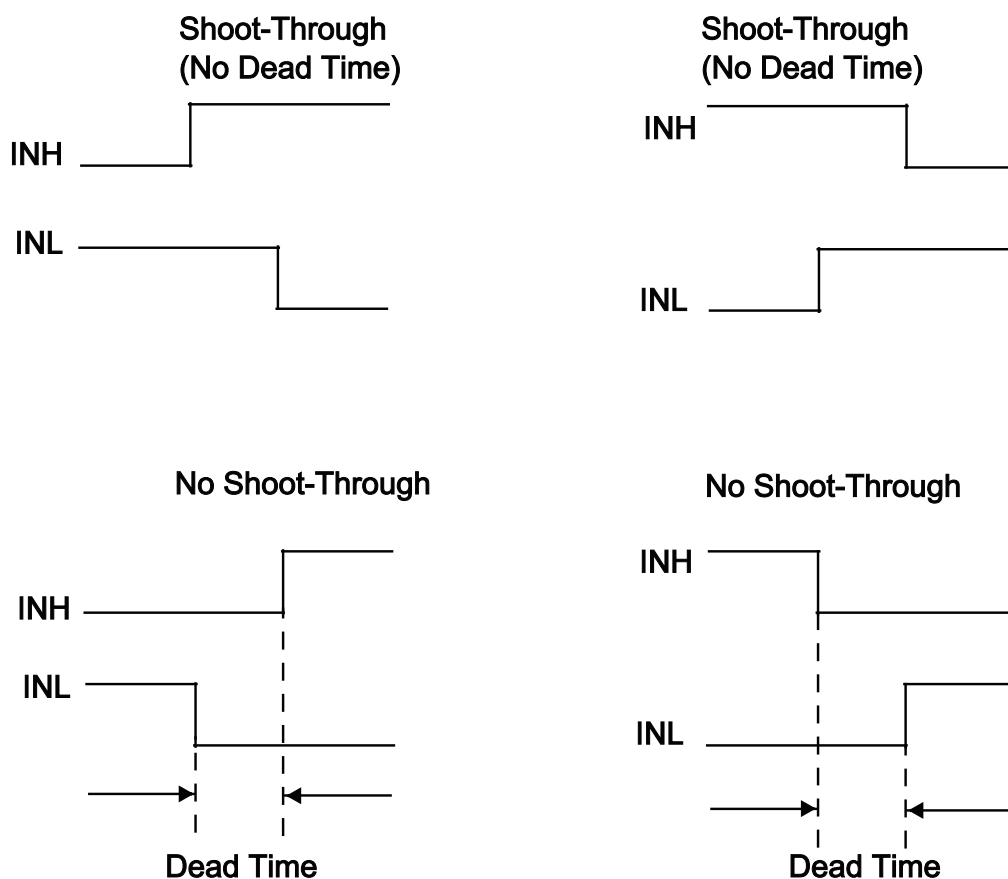 Shoot-Through
(No Dead Time)
INH
INL
Shoot-Through
(No Dead Time)
INH
INL
No Shoot-Through
INH
INL
Dead Time
No Shoot-Through
INH
INL
Dead Time